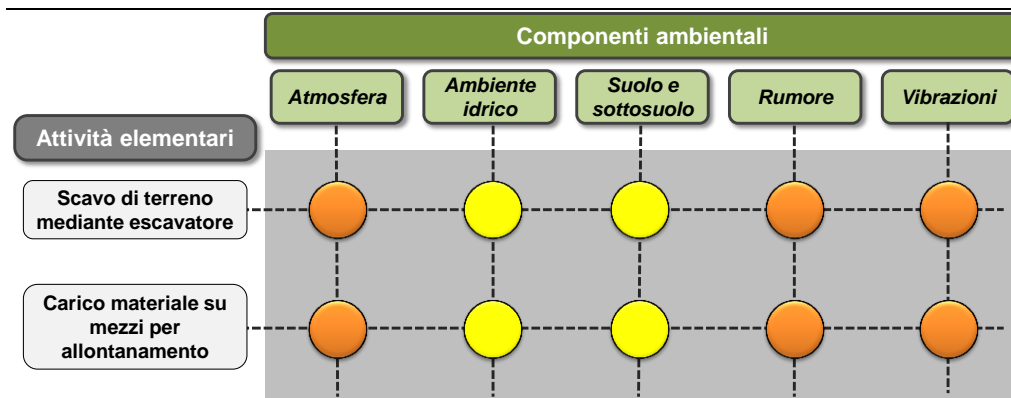 Componenti ambientali
Atmosfera
Ambiente
idrico
Suolo e
sottosuolo
Rumore
Vibrazioni
Attività elementari
Scavo di terreno
mediante escavatore
Carico materiale su
mezzi per
allontanamento